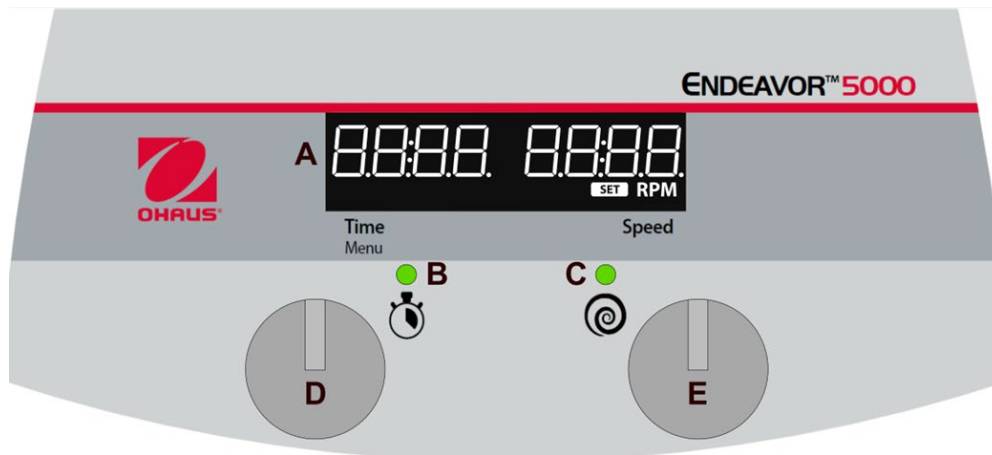 ENDEAVOR™5000
A
88:88 88:88.
SET RPM
OHAUS®
Time Speed
Menu
B C
D E